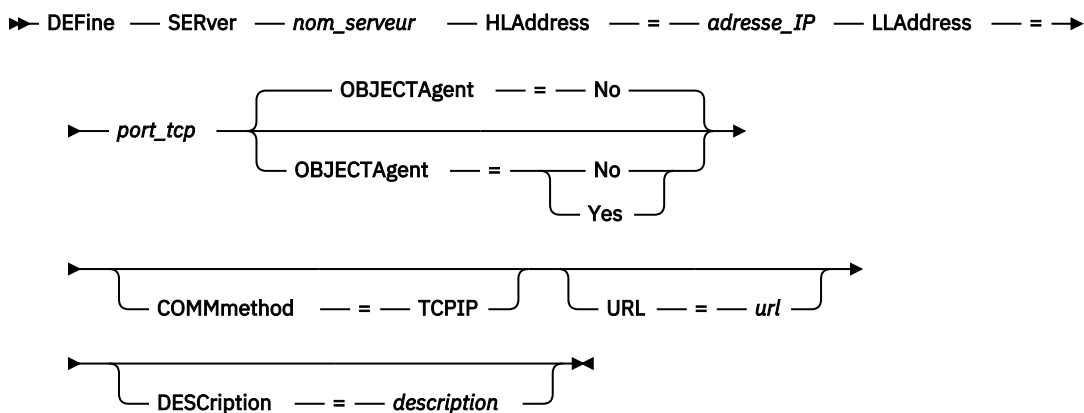 DEFine SERver nom_serveur HLAddress = adresse_IP LLAddress =
OBJECTAgent = No
port_tcp
OBJECTAgent = No
Yes
COMMmethod = TCPIP URL = url
DESCription = description